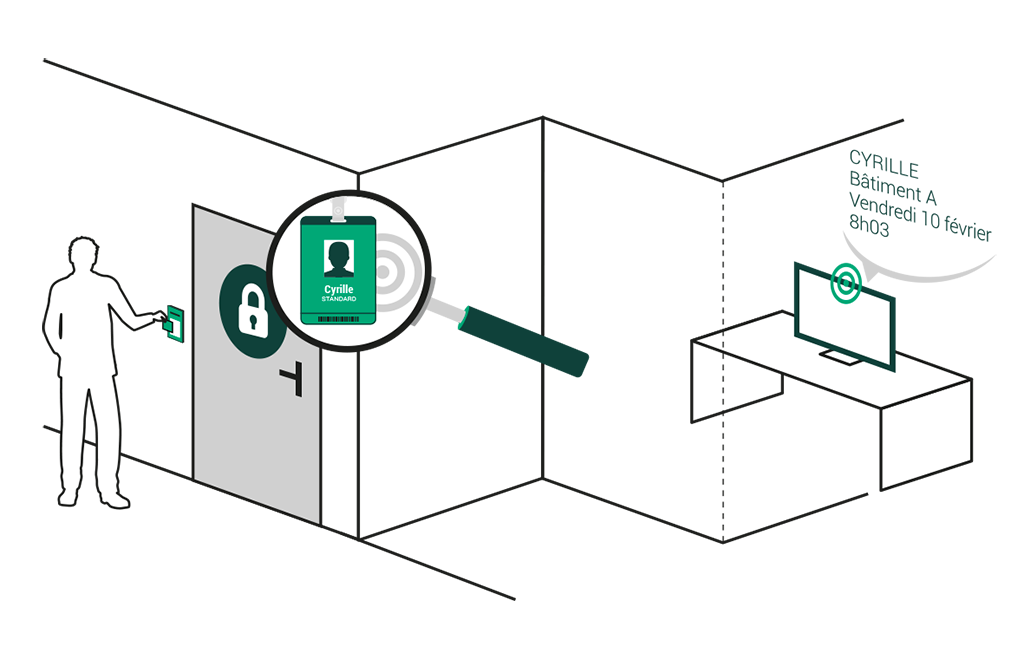 Cyrille
STANDARD
CYRILLE
Bâtiment A
Vendredi 10 février
8h03